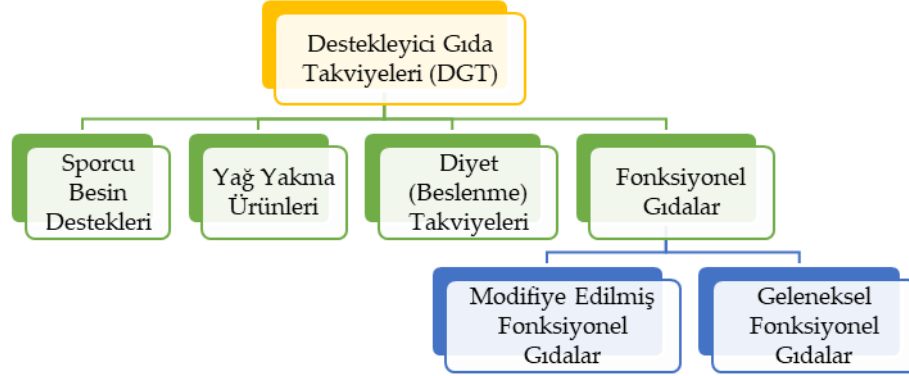 Destekleyici Gıda
Takviyeleri (DGT)
Sporcu
Besin
Destekleri
Yağ Yakma
Ürünleri
Diyet
(Beslenme)
Takviyeleri
Fonksiyonel
Gıdalar
Modifiye Edilmiş
Fonksiyonel
Gıdalar
Geleneksel
Fonksiyonel
Gıdalar